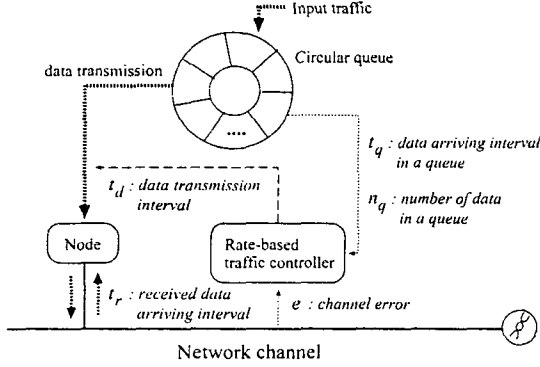 Input traffic
Circular queue
data transmission
....
t_q : data arriving interval
in a queue
n_q : number of data
in a queue
t_d : data transmission
interval
Node
Rate-based
traffic controller
t_r : received data
arriving interval
e : channel error
Network channel